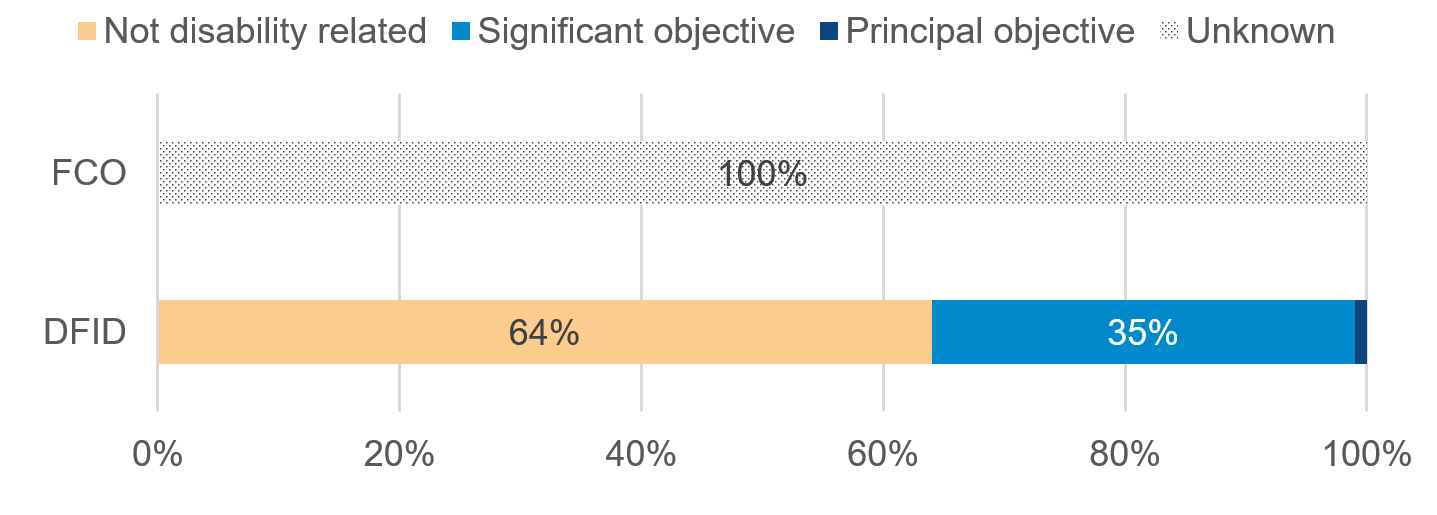 Not disability related Significant objective Principal objective Unknown
FCO 100%
DFID 64% 35%
0% 20% 40% 60% 80% 100%